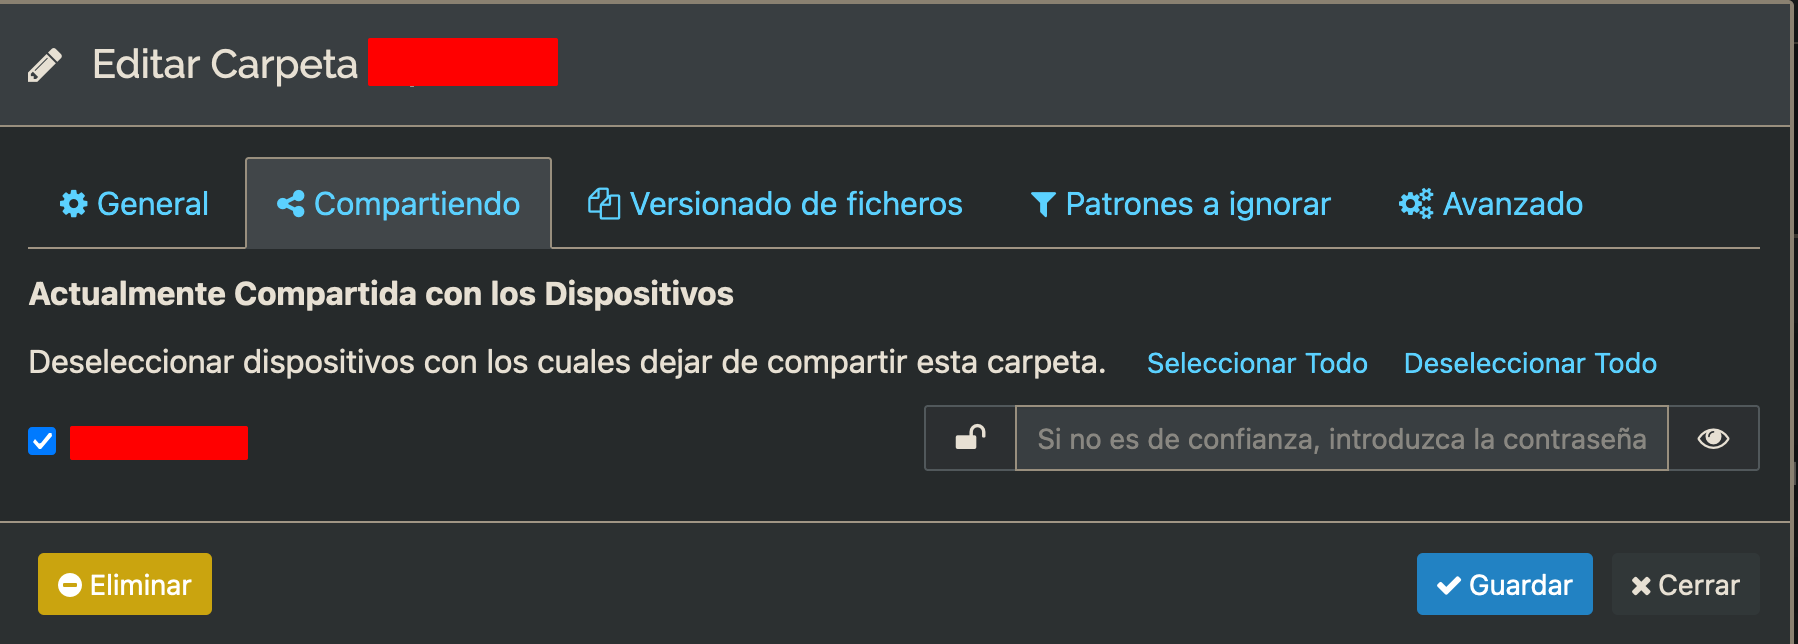 Editar Carpeta
General Compartiendo Versionado de ficheros Patrones a ignorar Avanzado
Actualmente Compartida con los Dispositivos
Deseleccionar dispositivos con los cuales dejar de compartir esta carpeta. Seleccionar Todo Deseleccionar Todo
Si no es de confianza, introduzca la contraseña
Eliminar Guardar Cerrar